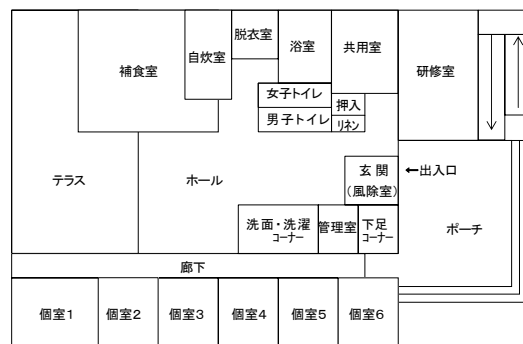 脱衣室
浴室
共用室
自炊室
補食室
研修室
女子トイレ
押入
男子トイレ
リネン
玄関
(風除室)
←出入口
テラス
ホール
洗面・洗濯
コーナー
管理室
下足
コーナー
ポーチ
廊下
個室1
個室2
個室3
個室4
個室5
個室6